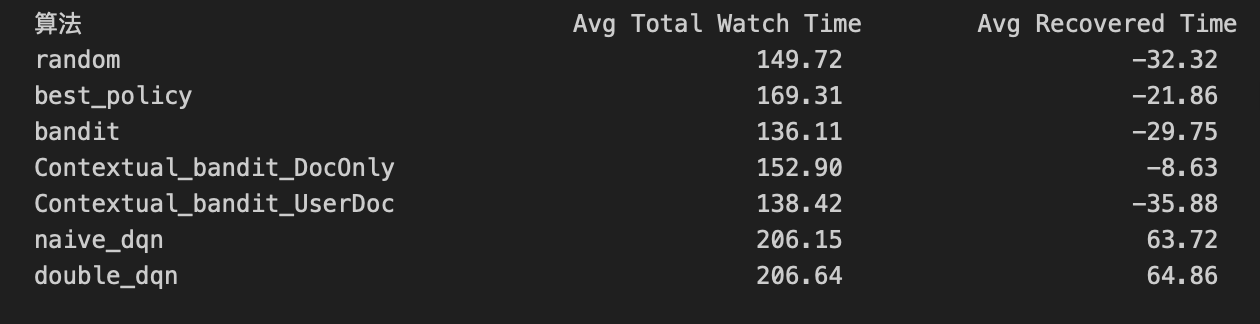 算法 Avg Total Watch Time Avg Recovered Time
random 149.72 -32.32
best_policy 169.31 -21.86
bandit 136.11 -29.75
Contextual_bandit_DocOnly 152.90 -8.63
Contextual_bandit_UserDoc 138.42 -35.88
naive_dqn 206.15 63.72
double_dqn 206.64 64.86